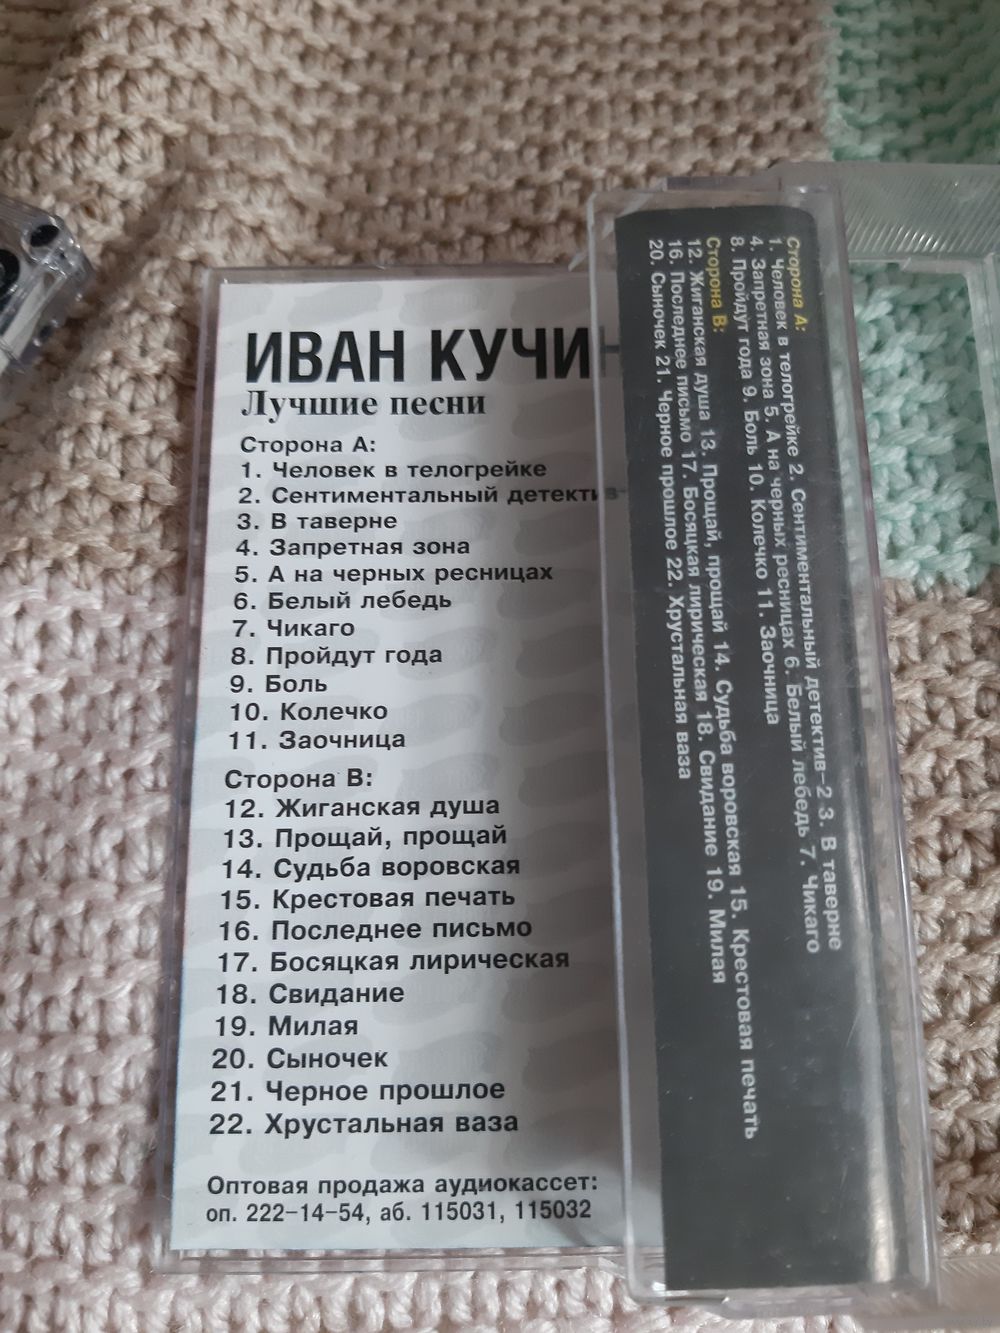 ИВАН КУЧИН
Лучшие песни
Сторона А:
1. Человек в телогрейке
2. Сентиментальный детектив-
3. В таверне
4. Запретная зона
5. А на черных ресницах
6. Белый лебедь
7. Чикаго
8. Пройдут года
9. Боль
10. Колечко
11. Заочница
Сторона В:
12. Жиганская душа
13. Прощай, прощай
14. Судьба воровская
15. Крестовая печать
16. Последнее письмо
17. Босяцкая лирическая
18. Свидание
19. Милая
20. Сыночек
21. Черное прошлое
22. Хрустальная ваза
Оптовая продажа аудиокассет:
оп. 222-14-54, аб. 115031, 115032
Сторона А:
1. Человек в телогрейке 2. Сентиментальный детектив-2 3. В таверне
4. Запретная зона 5. А на черных ресницах 6. Белый лебедь 7. Чикаго
8. Пройдут года 9. Боль 10. Колечко 11. Заочница
Сторона В:
12. Жиганская душа 13. Прощай, прощай 14. Судьба воровская 15. Крестовая печать
16. Последнее письмо 17. Босяцкая лирическая 18. Свидание 19. Милая
20. Сыночек 21. Черное прошлое 22. Хрустальная ваза